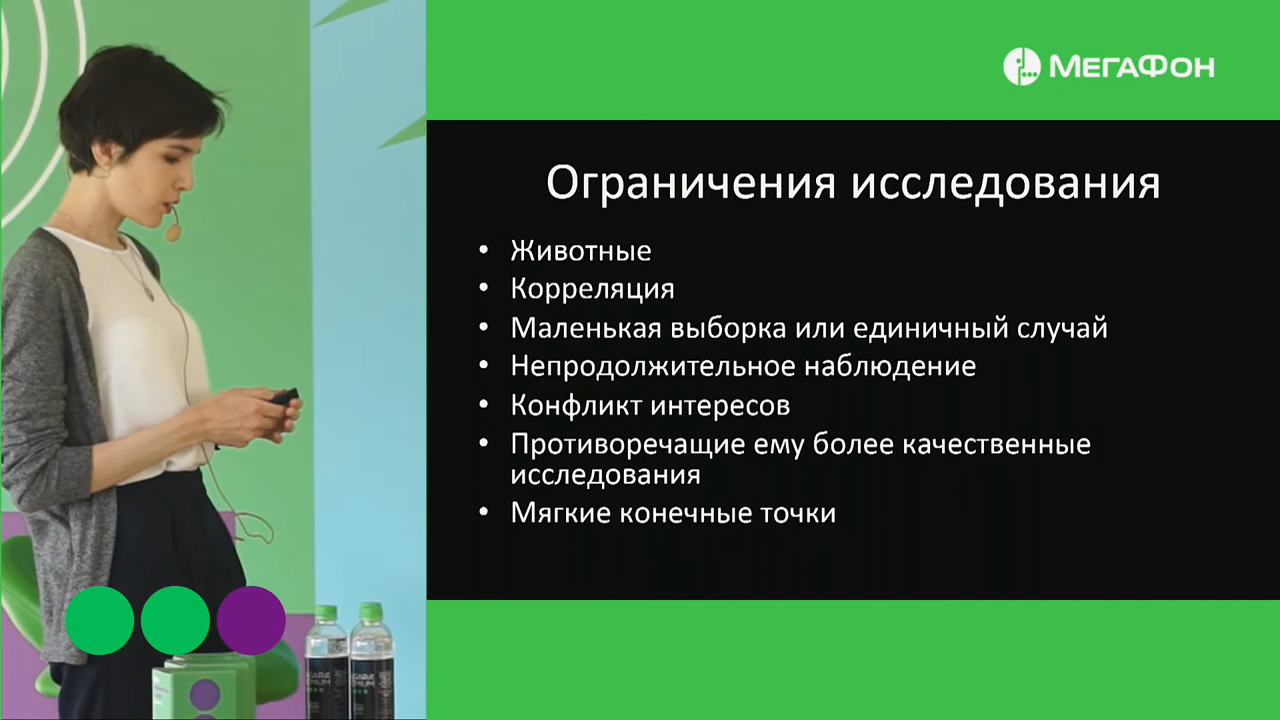 МЕГАФОН
Ограничения исследования
• Животные
• Корреляция
• Маленькая выборка или единичный случай
• Непродолжительное наблюдение
• Конфликт интересов
• Противоречащие ему более качественные
исследования
• Мягкие конечные точки